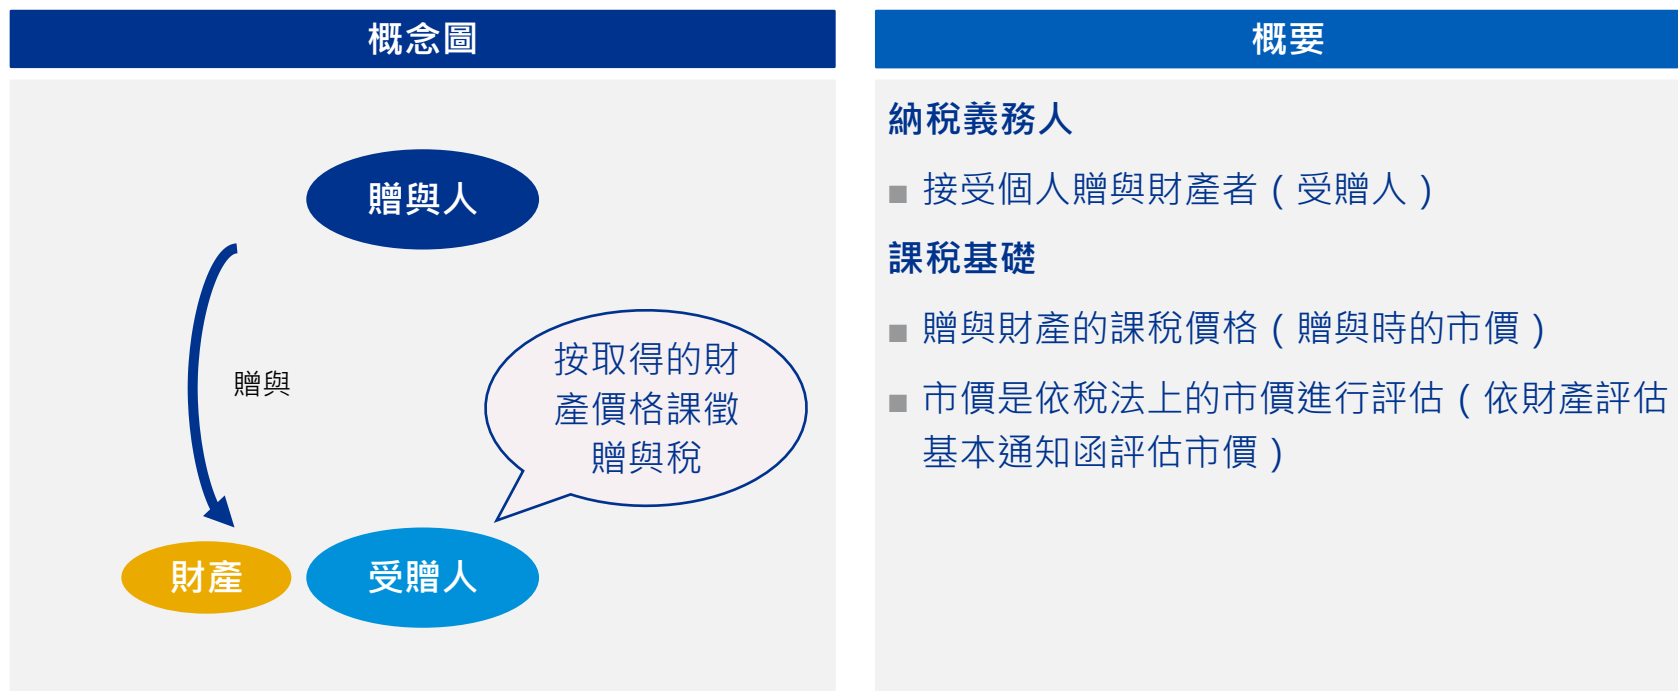 概念圖
贈與人
贈與
按取得的財
產價格課徵
贈與稅
財產
受贈人
概要
納稅義務人
■ 接受個人贈與財產者（受贈人）
課稅基礎
■ 贈與財產的課稅價格（贈與時的市價）
■ 市價是依稅法上的市價進行評估（依財產評估
基本通知函評估市價）